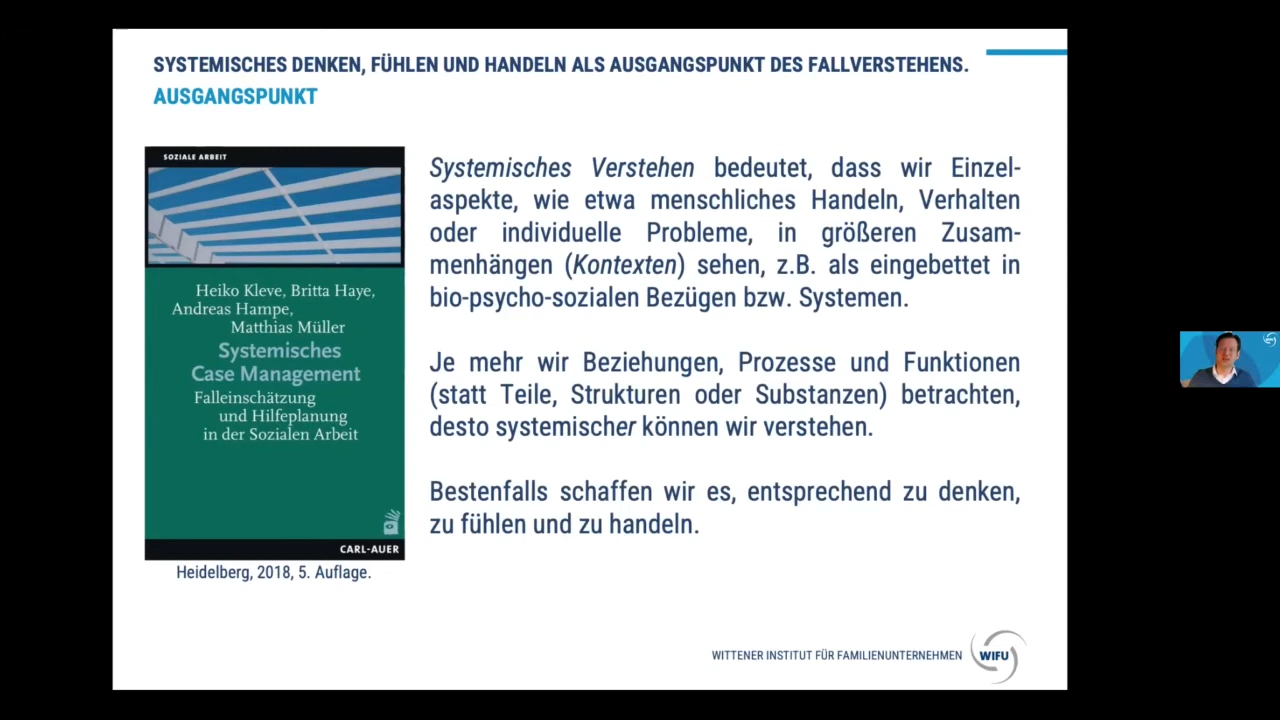 SYSTEMISCHES DENKEN, FÜHLEN UND HANDELN ALS AUSGANGSPUNKT DES FALLVERSTEHENS.
AUSGANGSPUNKT
SOZIALE ARBEIT
Heiko Kleve, Britta Haye,
Andreas Hampe,
Matthias Müller
Systemisches
Case Management
Falleinschätzung
und Hilfeplanung
in der Sozialen Arbeit
CARL-AUER
Heidelberg, 2018, 5. Auflage.
Systemisches Verstehen bedeutet, dass wir Einzel-
aspekte, wie etwa menschliches Handeln, Verhalten
oder individuelle Probleme, in größeren Zusam-
menhängen (Kontexten) sehen, z.B. als eingebettet in
bio-psycho-sozialen Bezügen bzw. Systemen.
Je mehr wir Beziehungen, Prozesse und Funktionen
(statt Teile, Strukturen oder Substanzen) betrachten,
desto systemischer können wir verstehen.
Bestenfalls schaffen wir es, entsprechend zu denken,
zu fühlen und zu handeln.
WITTENER INSTITUT FÜR FAMILIENUNTERNEHMEN
WIFU